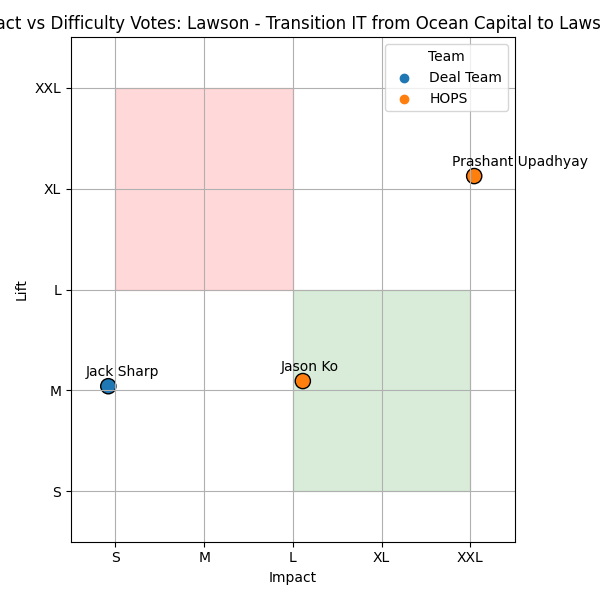 act vs Difficulty Votes: Lawson - Transition IT from Ocean Capital to Laws
Team
Deal Team
HOPS
XXL
XL
L
M
S
Lift
Prashant Upadhyay
Jason Ko
Jack Sharp
S
M
L
XL
XXL
Impact